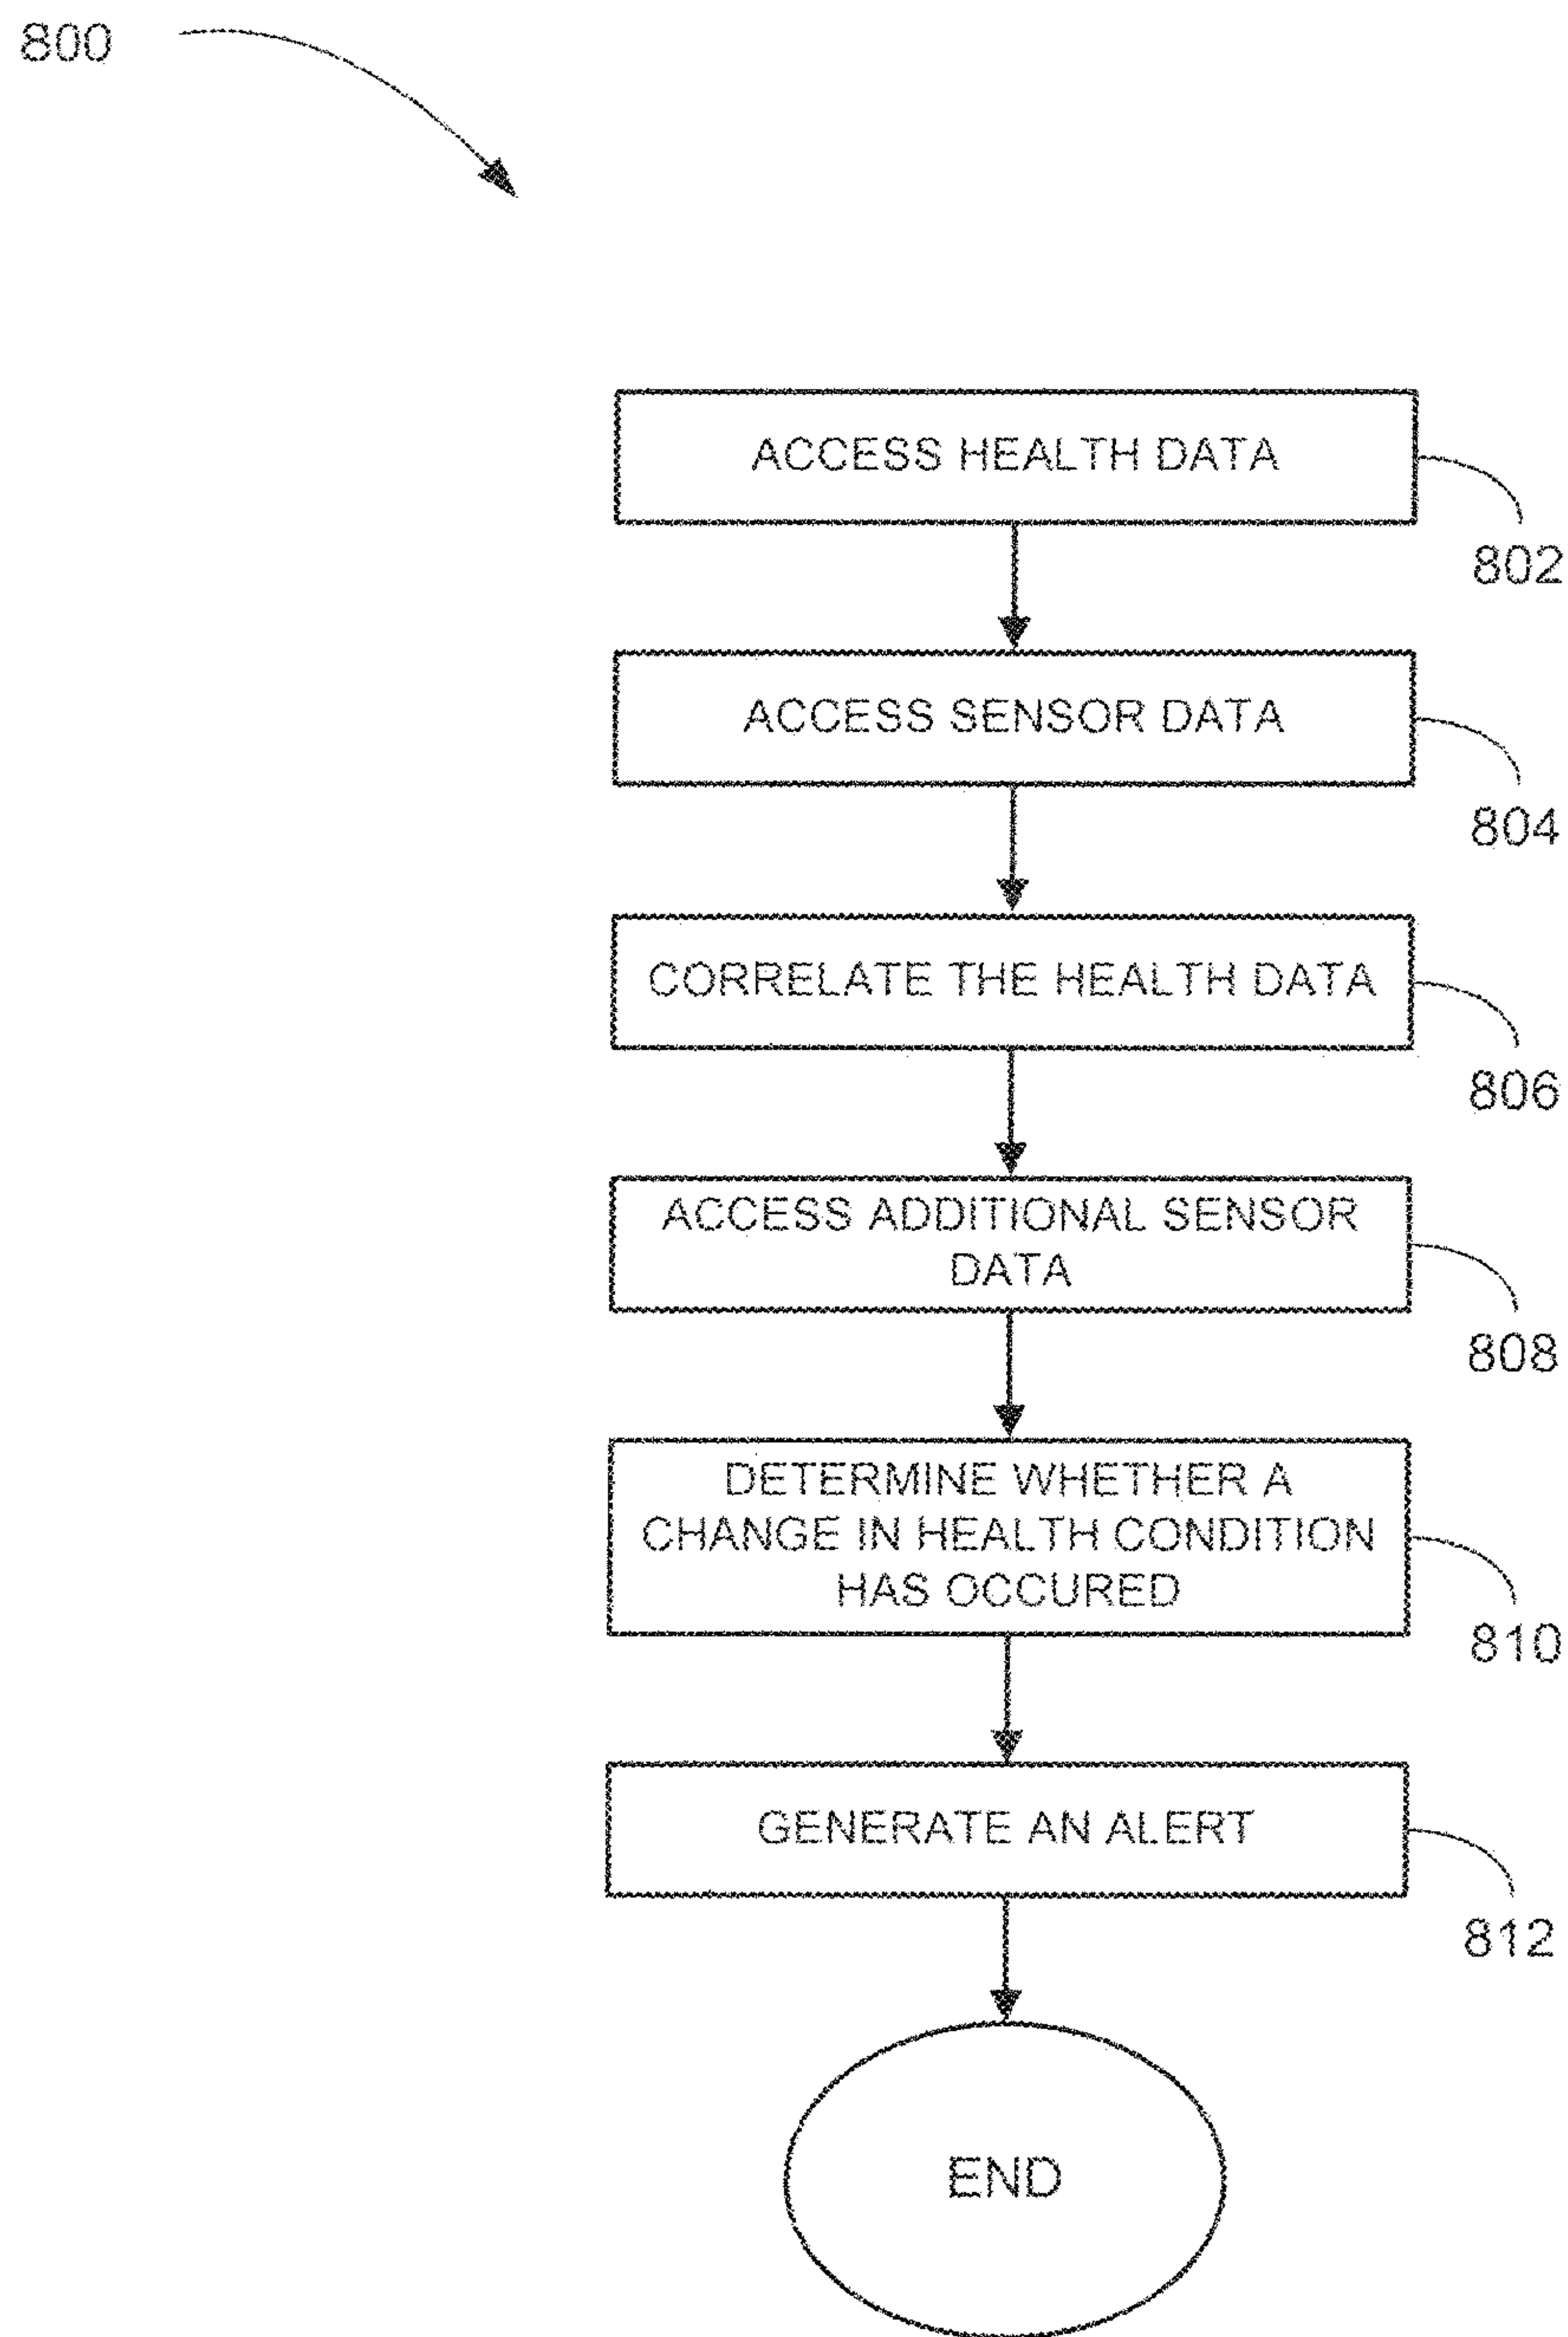 800
ACCESS HEALTH DATA
802
ACCESS SENSOR DATA
804
CORRELATE THE HEALTH DATA
806
ACCESS ADDITIONAL SENSOR
DATA
808
DETERMINE WHETHER A
CHANGE IN HEALTH CONDITION
HAS OCCURED
810
GENERATE AN ALERT
812
END